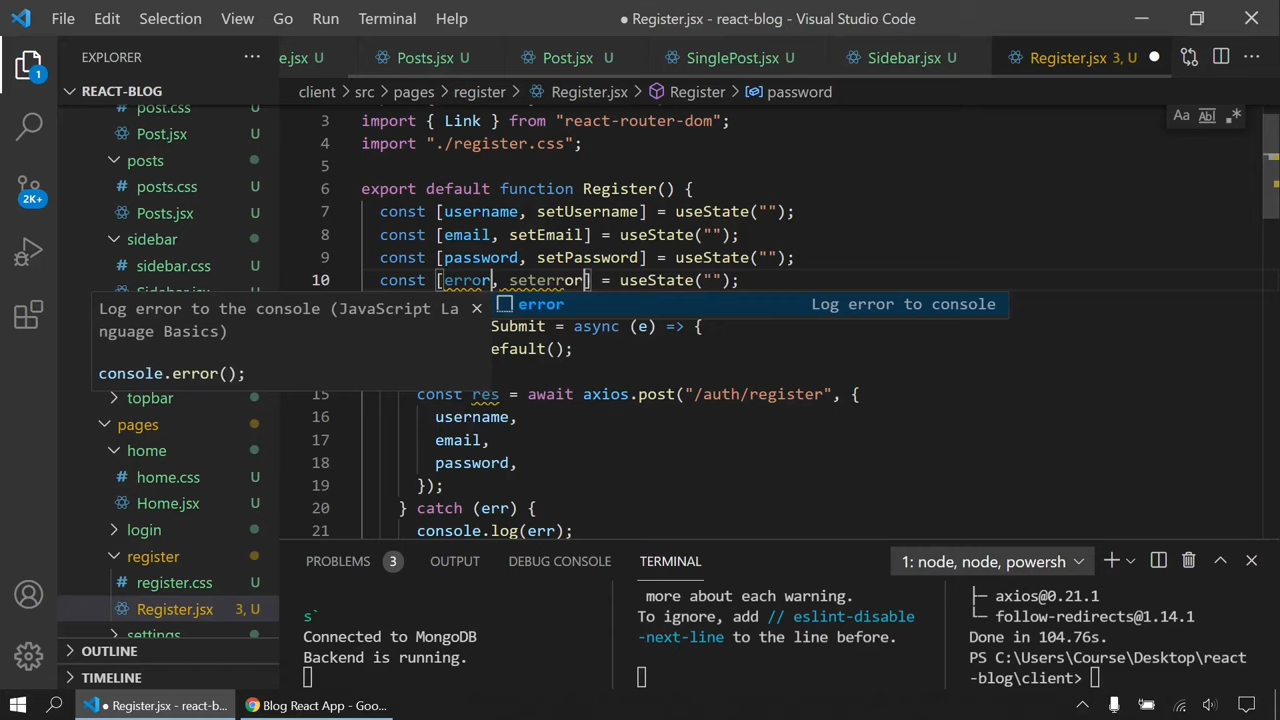 File Edit Selection View Go Run Terminal Help ● Register.jsx - react-blog - Visual Studio Code
EXPLORER
e.jsx U Posts.jsx U Post.jsx U SinglePost.jsx U Sidebar.jsx U Register.jsx 3, U
client > src > pages > register > Register.jsx > Register > password
1
2K+
REACT-BLOG
post.css U
Post.jsx U
posts
posts.css U
Posts.jsx U
sidebar
sidebar.css U
topbar
pages
home
home.css U
Home.jsx U
login
register
register.css U
Register.jsx 3, U
settings
OUTLINE
TIMELINE
Aa Ab
3 import { Link } from "react-router-dom";
4 import "./register.css";
5
6 export default function Register() {
7 const [username, setUsername] = useState("");
8 const [email, setEmail] = useState("");
9 const [password, setPassword] = useState("");
10 const [error, seterror] = useState("");
error Log error to console
Log error to the console (JavaScript La
nguage Basics)
console.error();
Submit = async (e) => {
efault();
15 const res = await axios.post("/auth/register", {
16 username,
17 email,
18 password,
19 });
20 } catch (err) {
21 console.log(err);
PROBLEMS 3 OUTPUT DEBUG CONSOLE TERMINAL 1: node, node, powersh
s`
Connected to MongoDB
Backend is running.
more about each warning.
To ignore, add // eslint-disable
-next-line to the line before.
├─ axios@0.21.1
└─ follow-redirects@1.14.1
Done in 104.76s.
PS C:\Users\Course\Desktop\react
-blog\client>
● Register.jsx - react-b... Blog React App - Goo...